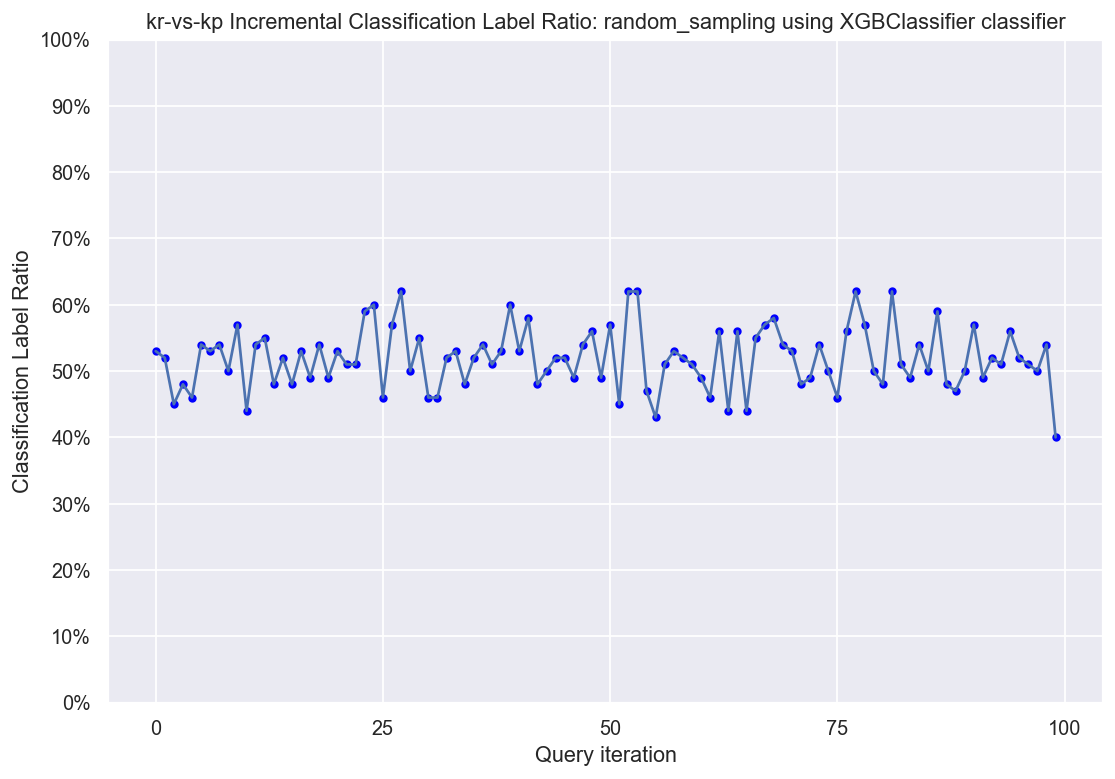 kr-vs-kp Incremental Classification Label Ratio: random_sampling using XGBClassifier classifier
100%
90%
80%
70%
60%
50%
40%
30%
20%
10%
0%
Classification Label Ratio
0 25 50 75 100
Query iteration